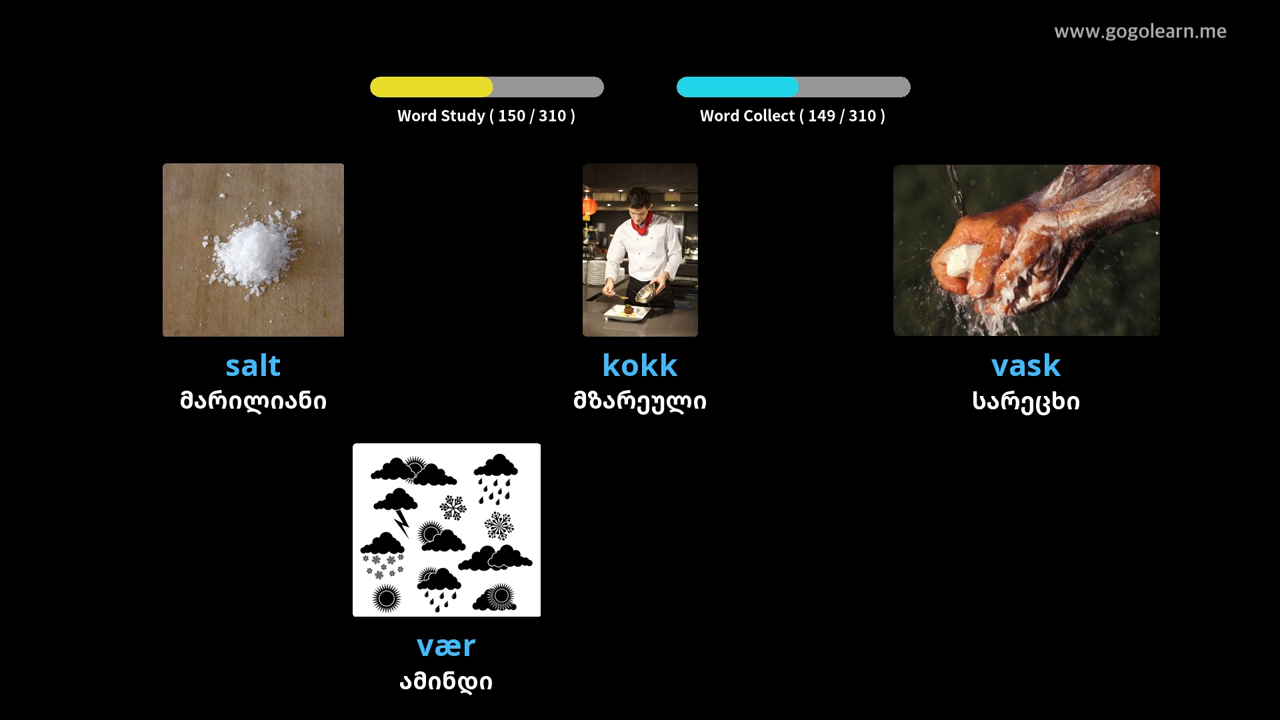 www.gogolearn.me
Word Study ( 150 / 310 )
Word Collect ( 149 / 310 )
salt
მარილიანი
kokk
მზარეული
vask
სარეცხი
vær
ამინდი